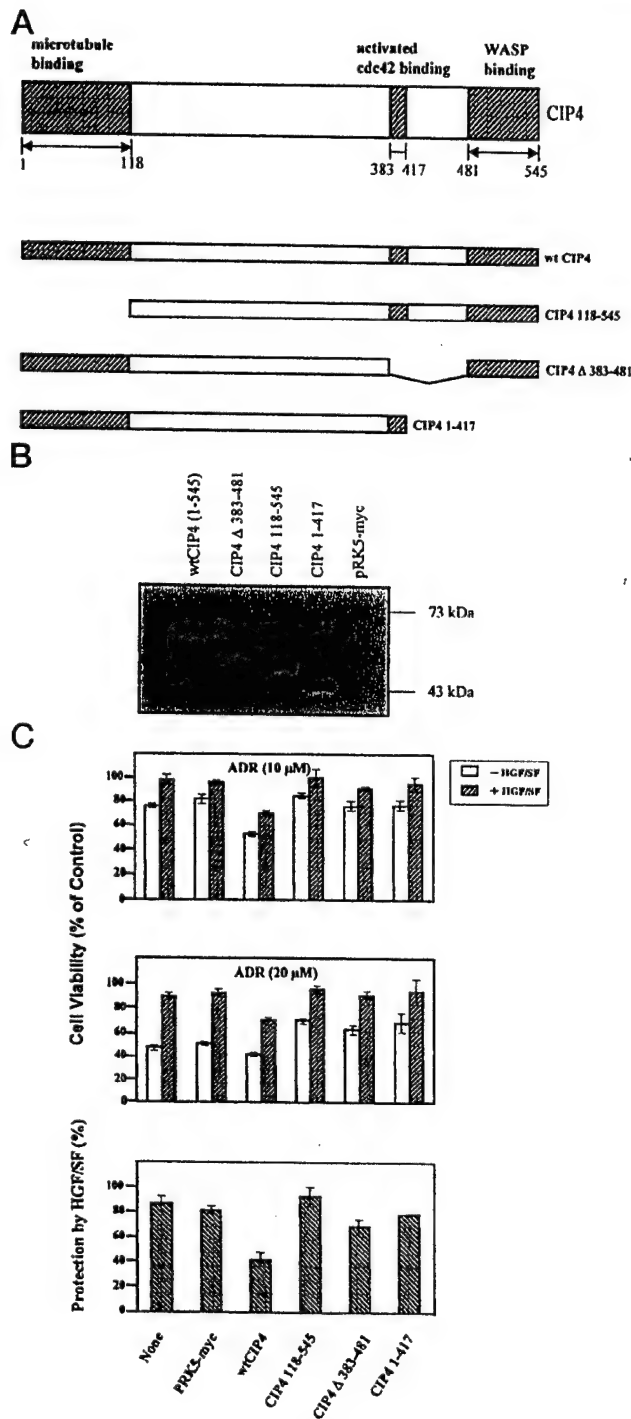 A
microtubule binding
activated cdc42 binding
WASP binding
CIP4
1
118
383
417
481
545
wt CIP4
CIP4 118-545
CIP4 Δ 383-481
CIP4 1-417
B
wtCIP4 (1-545)
CIP4 Δ 383-481
CIP4 118-545
CIP4 1-417
pRK5-myc
73 kDa
43 kDa
C
ADR (10 µM)
- HGF/SF
+ HGF/SF
100
80
60
40
20
0
Cell Viability (% of Control)
ADR (20 µM)
100
80
60
40
20
0
Protection by HGF/SF (%)
100
80
60
40
20
0
None
PRK5-myc
wtCIP4
CIP4 118-545
CIP4 Δ 383-481
CIP4 1-417